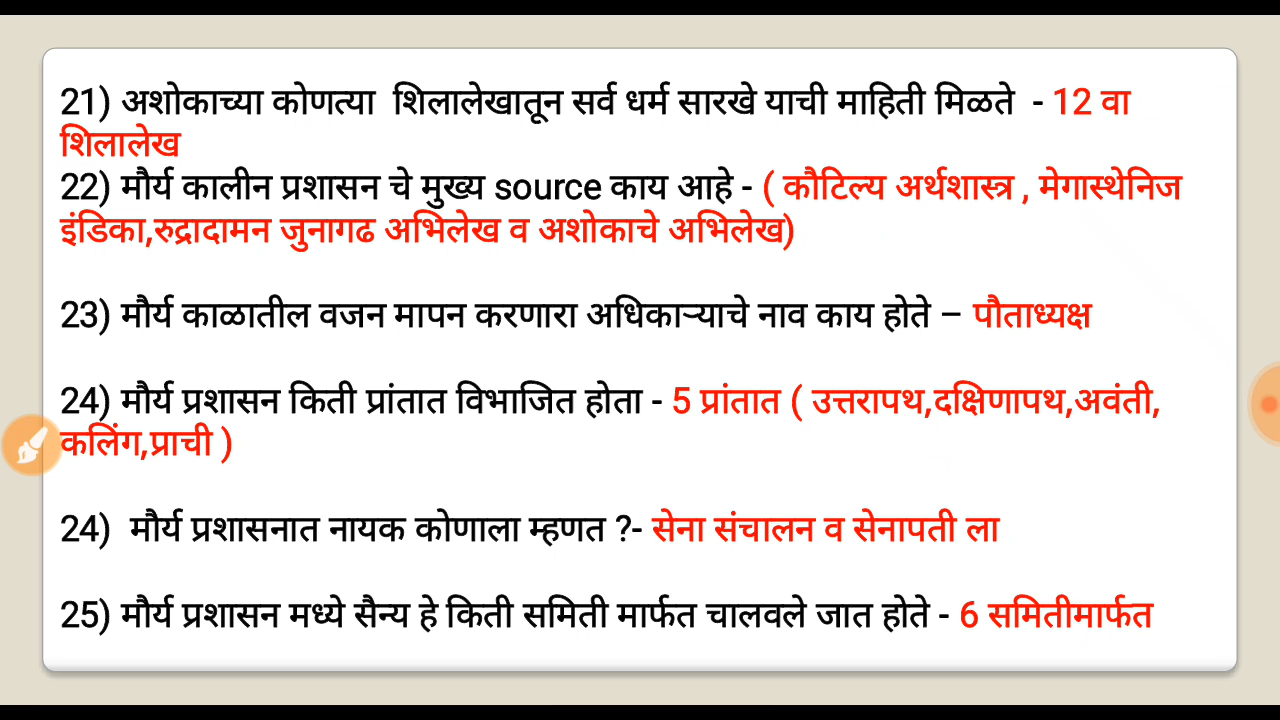 21) अशोकाच्या कोणत्या शिलालेखातून सर्व धर्म सारखे याची माहिती मिळते - 12 वा
शिलालेख
22) मौर्य कालीन प्रशासन चे मुख्य source काय आहे - ( कौटिल्य अर्थशास्त्र , मेगास्थेनिज
इंडिका,रुद्रादामन जुनागढ अभिलेख व अशोकाचे अभिलेख)
23) मौर्य काळातील वजन मापन करणारा अधिकाऱ्याचे नाव काय होते – पौताध्यक्ष
24) मौर्य प्रशासन किती प्रांतात विभाजित होता - 5 प्रांतात ( उत्तरापथ,दक्षिणापथ,अवंती,
कलिंग,प्राची )
24) मौर्य प्रशासनात नायक कोणाला म्हणत ?- सेना संचालन व सेनापती ला
25) मौर्य प्रशासन मध्ये सैन्य हे किती समिती मार्फत चालवले जात होते - 6 समितीमार्फत